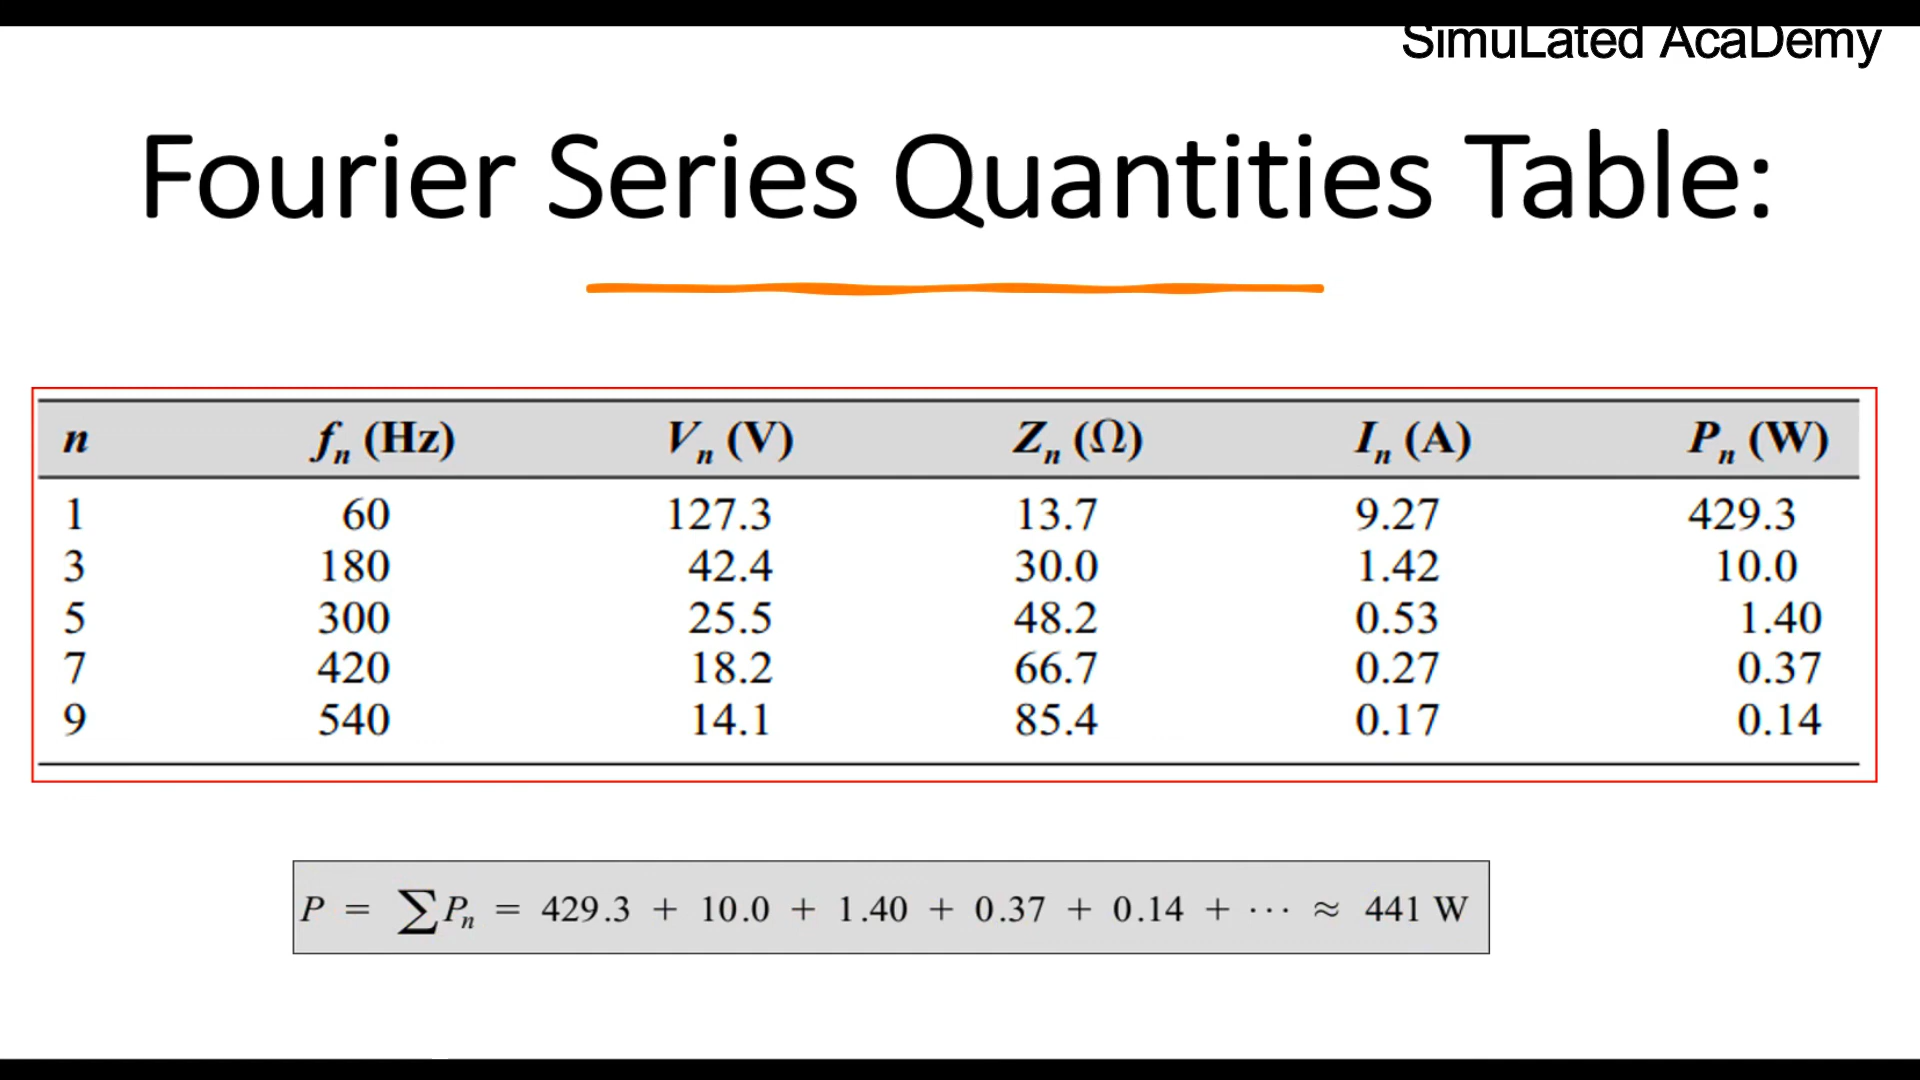 SimuLated AcaDemy
Fourier Series Quantities Table:
n fn (Hz) Vn (V) Zn (Ω) In (A) Pn (W)
1 60 127.3 13.7 9.27 429.3
3 180 42.4 30.0 1.42 10.0
5 300 25.5 48.2 0.53 1.40
7 420 18.2 66.7 0.27 0.37
9 540 14.1 85.4 0.17 0.14
P = ∑Pn = 429.3 + 10.0 + 1.40 + 0.37 + 0.14 + ··· ≈ 441 W